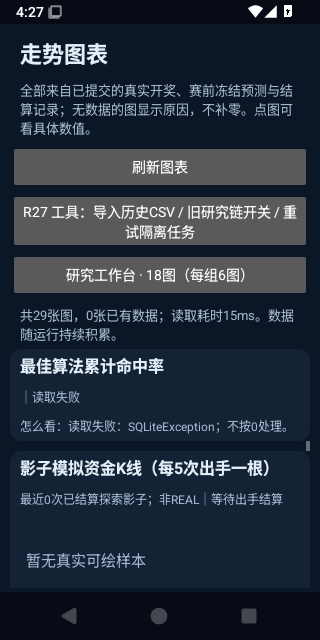 4:27
走势图表
全部来自已提交的真实开奖、赛前冻结预测与结
算记录；无数据的图显示原因，不补零。点图可
看具体数值。
刷新图表
R27 工具：导入历史CSV / 旧研究链开关 / 重
试隔离任务
研究工作台 · 18图（每组6图）
共29张图，0张已有数据；读取耗时15ms。数据
随运行持续积累。
最佳算法累计命中率
｜读取失败
怎么看：读取失败：SQLiteException；不按0处理。
影子模拟资金K线（每5次出手一根）
最近0次已结算探索影子；非REAL｜等待出手结算
暂无真实可绘样本